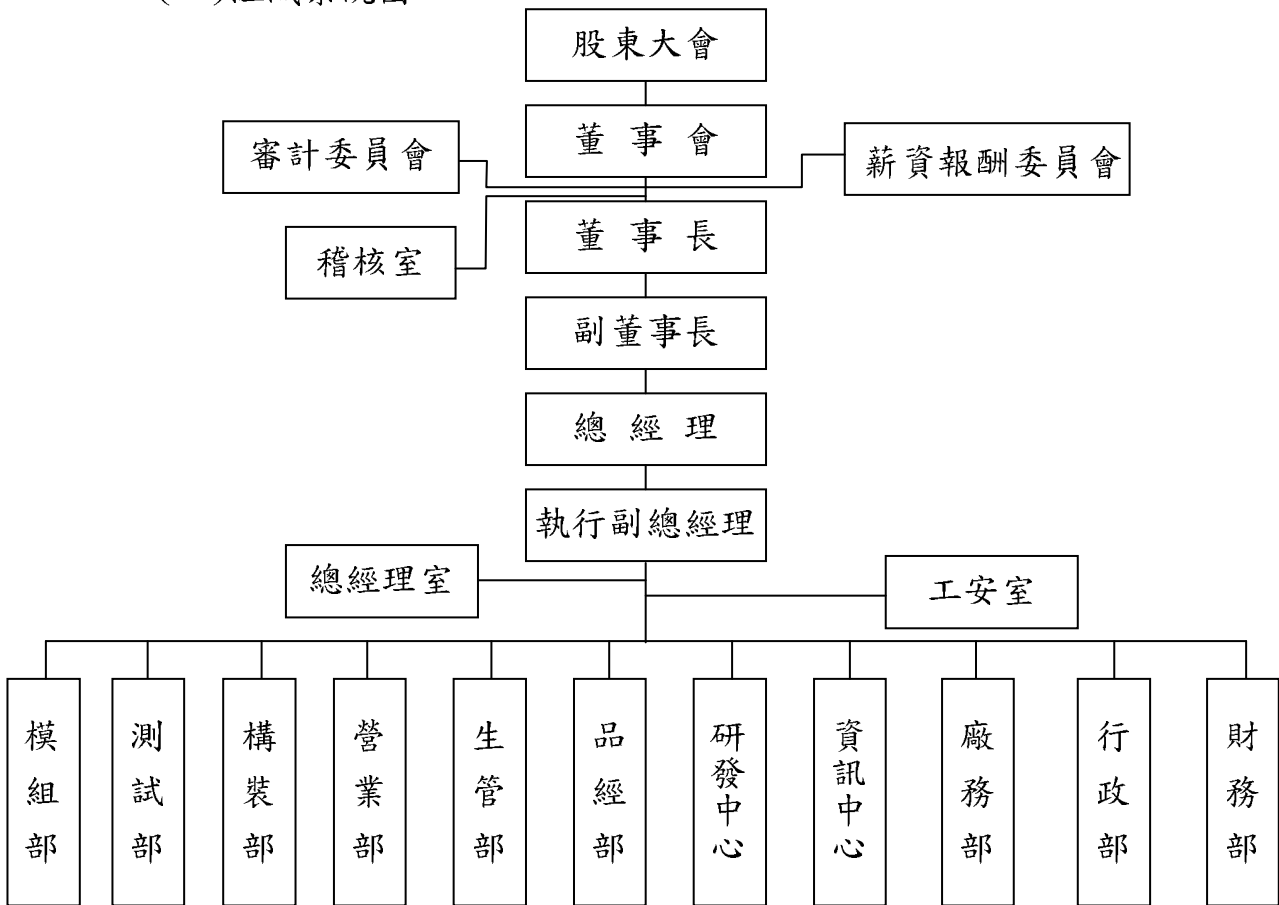 股東大會
董事會
審計委員會
薪資報酬委員會
董事長
稽核室
副董事長
總經理
執行副總經理
總經理室
工安室
模組部
測試部
構裝部
營業部
生管部
品經部
研發中心
資訊中心
廠務部
行政部
財務部